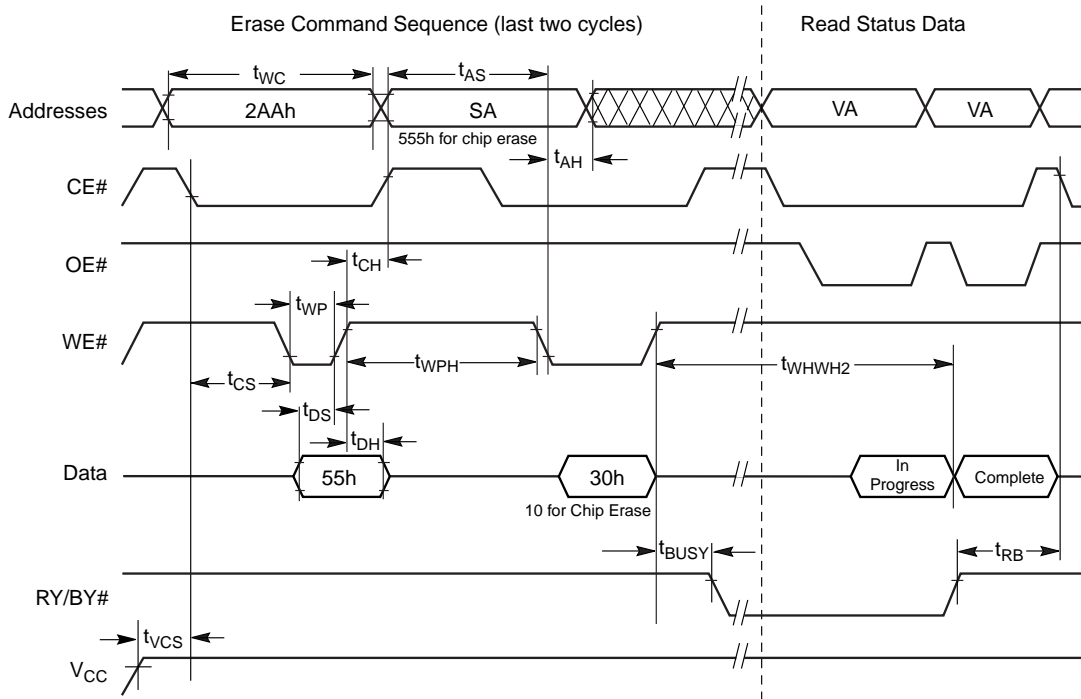 Erase Command Sequence (last two cycles)
Read Status Data
tWC
tAS
Addresses
2AAh
SA
VA
VA
555h for chip erase
tAH
CE#
OE#
tCH
tWP
WE#
tWPH
tWHWH2
tCS
tDS
tDH
Data
55h
30h
In
Progress
Complete
10 for Chip Erase
tBUSY
tRB
RY/BY#
tVCS
VCC